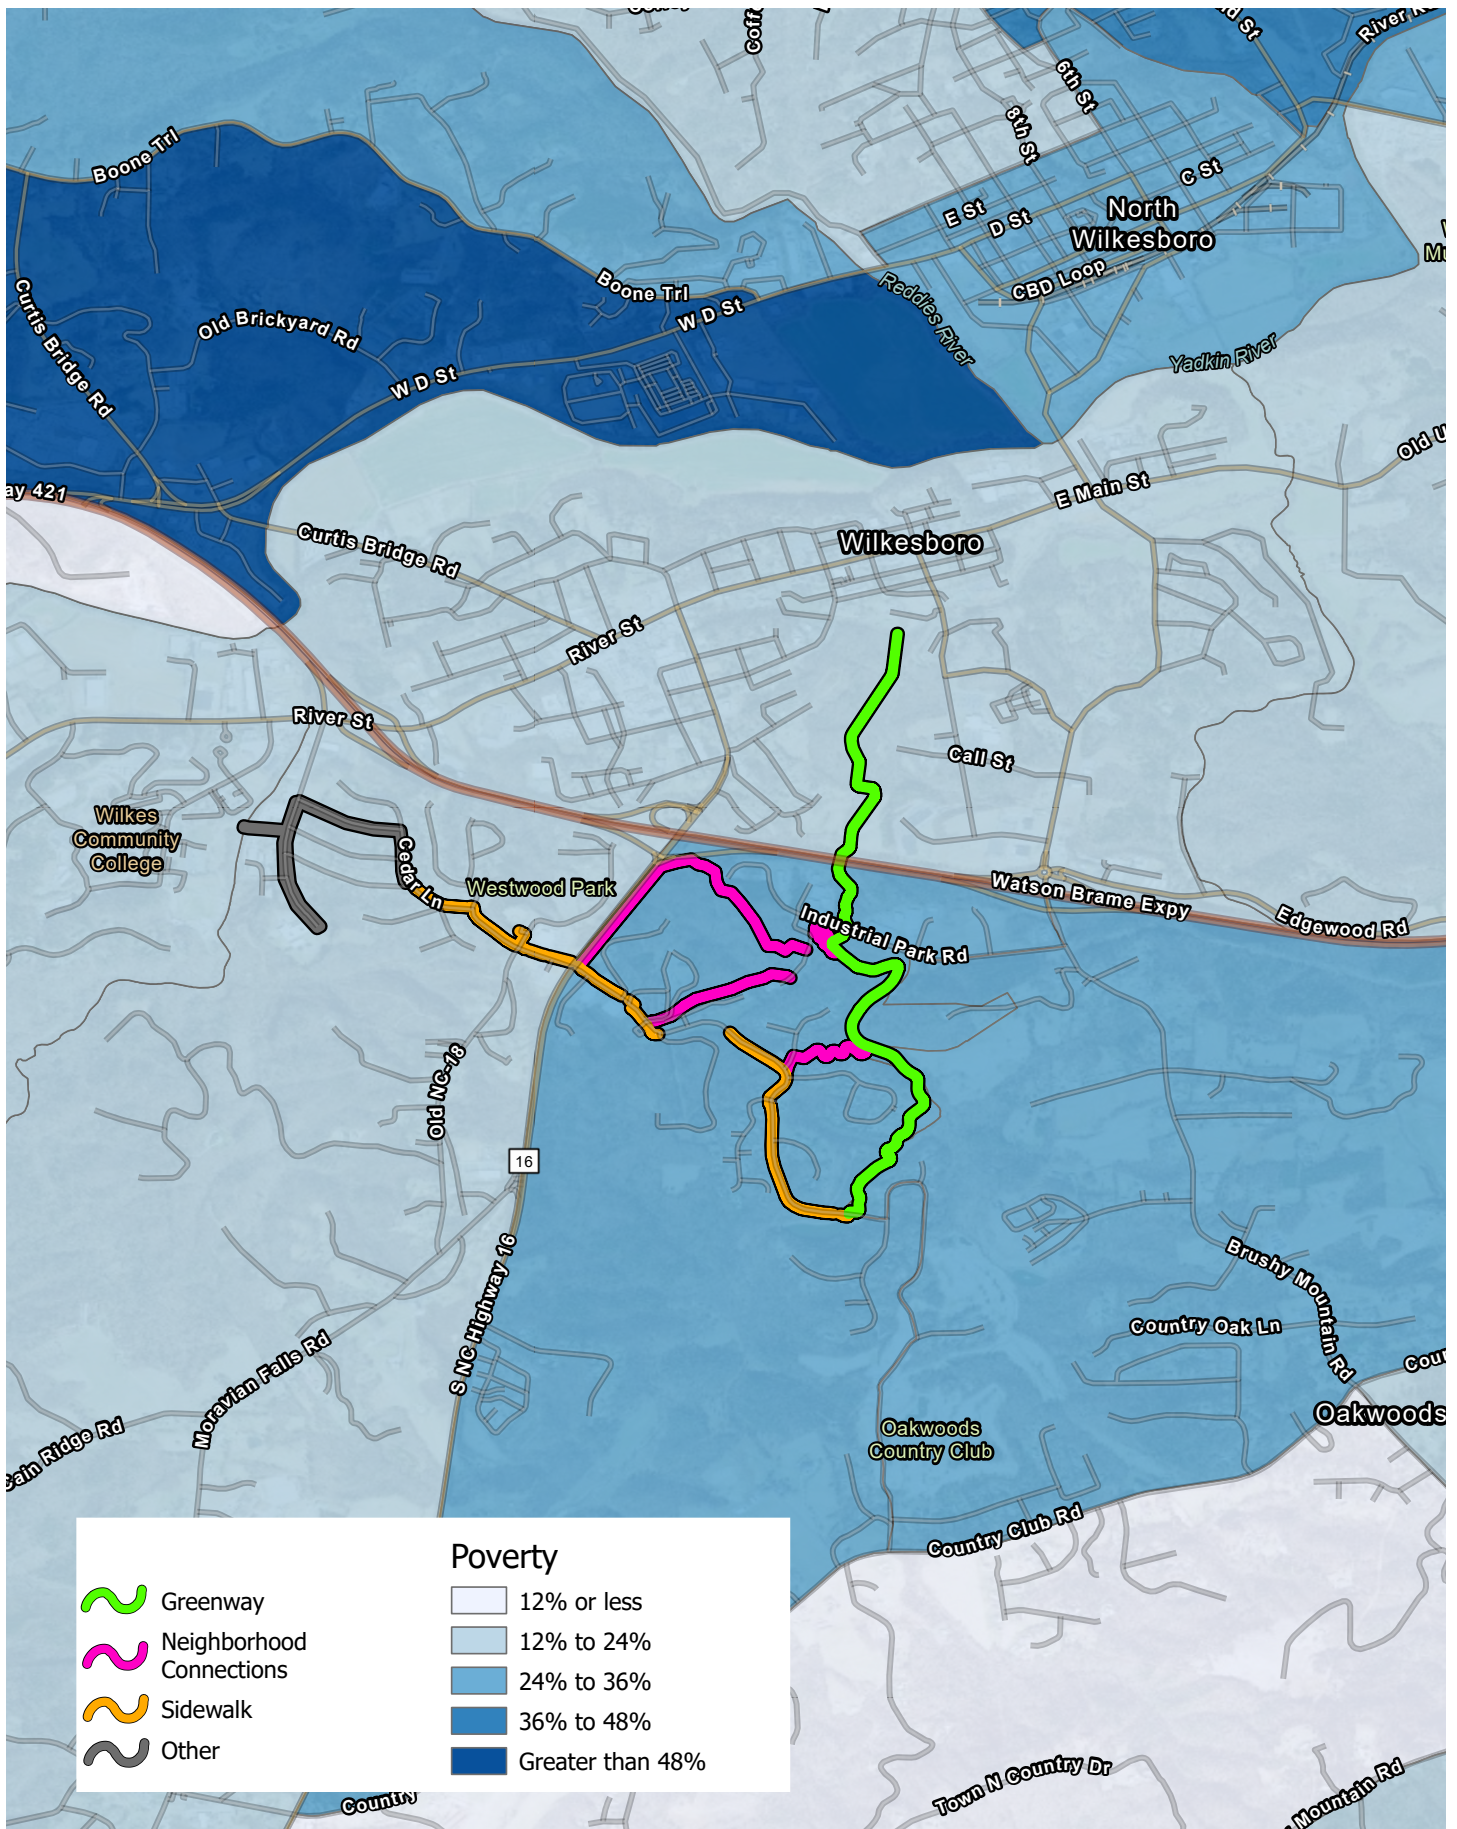 6th St
8th St
Boone Trl
C St
E St
D St
North
Wilkesboro
CBD Loop
Boone Trl
Reddies River
W D St
Old Brickyard Rd
Curtis Bridge Rd
Yadkin River
W D St
E Main St
ay 421
Curtis Bridge Rd
Wilkesboro
River St
River St
Call St
Wilkes
Community
College
Cedar Ln
Westwood Park
Watson Brame Expy
Industrial Park Rd
Edgewood Rd
Old NC-18
16
S NC Highway 16
Brushy Mountain Rd
Country Oak Ln
Moravian Falls Rd
Cain Ridge Rd
Oakwoods
Oakwoods
Country Club
Country Club Rd
Town N Country Dr
Mountain Rd
Country
Greenway
Neighborhood
Connections
Sidewalk
Other
Poverty
12% or less
12% to 24%
24% to 36%
36% to 48%
Greater than 48%